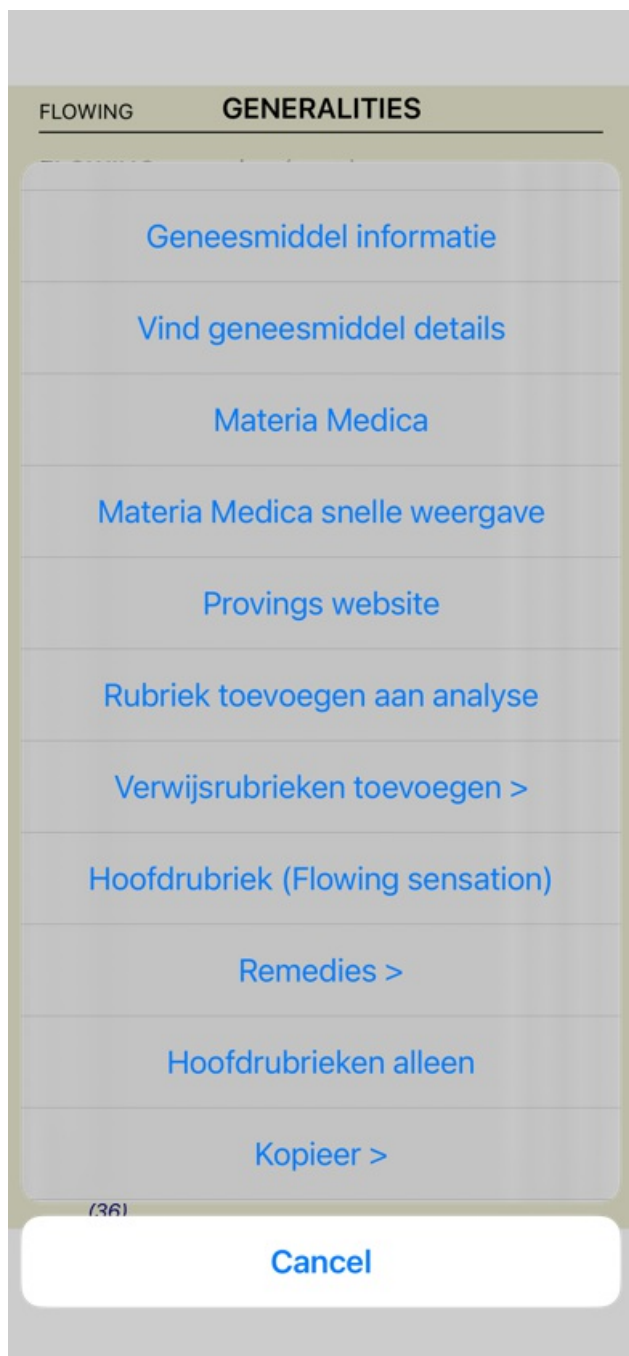 FLOWING GENERALITIES
Geneesmiddel informatie
Vind geneesmiddel details
Materia Medica
Materia Medica snelle weergave
Provings website
Rubriek toevoegen aan analyse
Verwijsrubrieken toevoegen >
Hoofdrubriek (Flowing sensation)
Remedies >
Hoofdrubrieken alleen
Kopieer >
(36)
Cancel